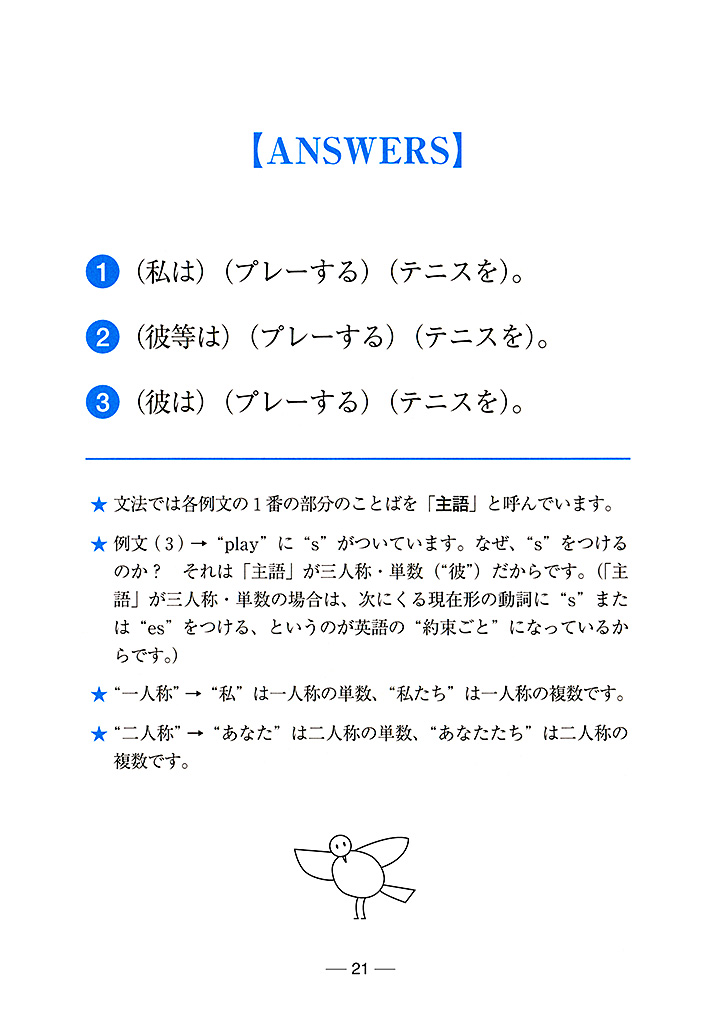 【ANSWERS】
1 （私は）（プレーする）（テニスを）。
2 （彼等は）（プレーする）（テニスを）。
3 （彼は）（プレーする）（テニスを）。
★ 文法では各例文の1番の部分のことばを「主語」と呼んでいます。
★ 例文(3)→“play”に“s”がついています。なぜ、“s”をつける
のか？　それは「主語」が三人称・単数（“彼”）だからです。（「主
語」が三人称・単数の場合は、次にくる現在形の動詞に“s”また
は“es”をつける、というのが英語の“約束ごと”になっているか
らです。）
★ “一人称”→“私”は一人称の単数、“私たち”は一人称の複数です。
★ “二人称”→“あなた”は二人称の単数、“あなたたち”は二人称の
複数です。
― 21 ―